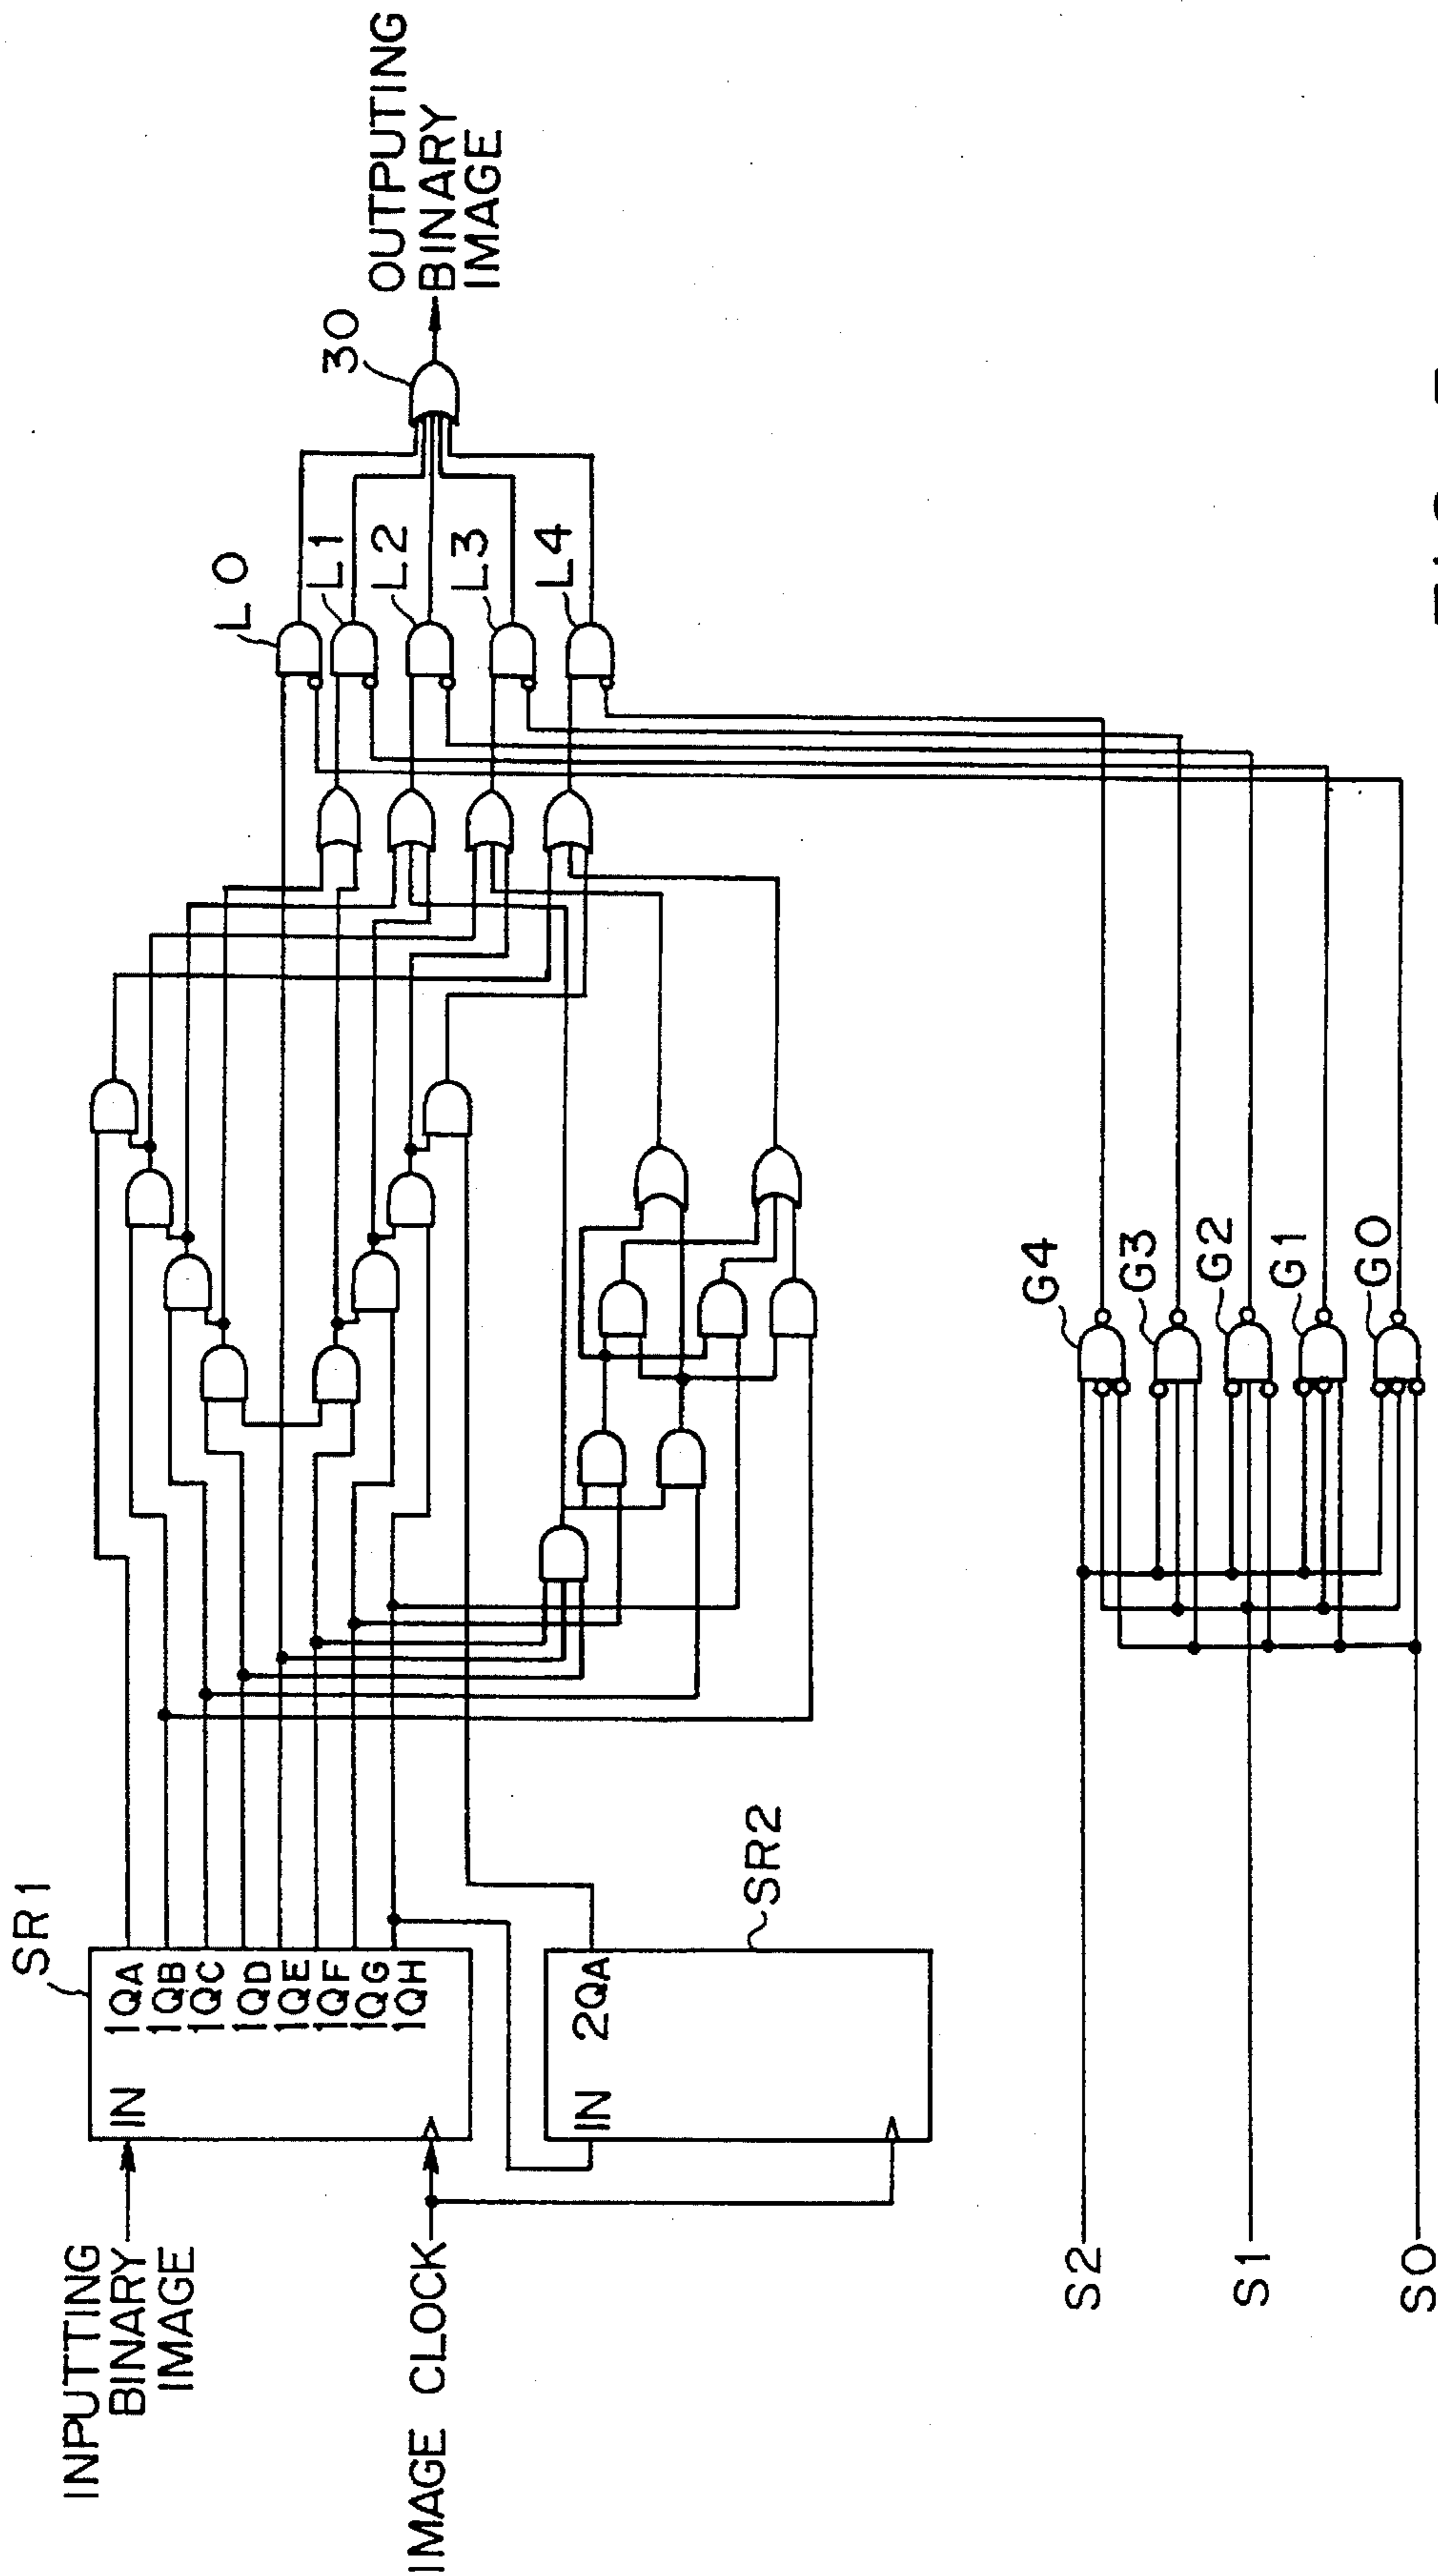 INPUTTING
BINARY
IMAGE
IMAGE CLOCK
SR1
IN
1QA
1QB
1QC
1QD
1QE
1QF
1QG
1QH
IN
2QA
SR2
L0
L1
L2
L3
L4
30
OUTPUTING
BINARY
IMAGE
S2
S1
S0
G4
G3
G2
G1
G0